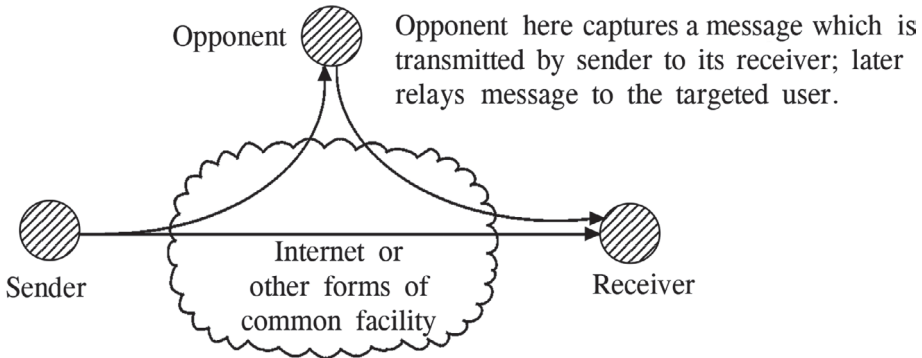 Opponent
Opponent here captures a message which is
transmitted by sender to its receiver; later
relays message to the targeted user.
Internet or
other forms of
common facility
Sender
Receiver